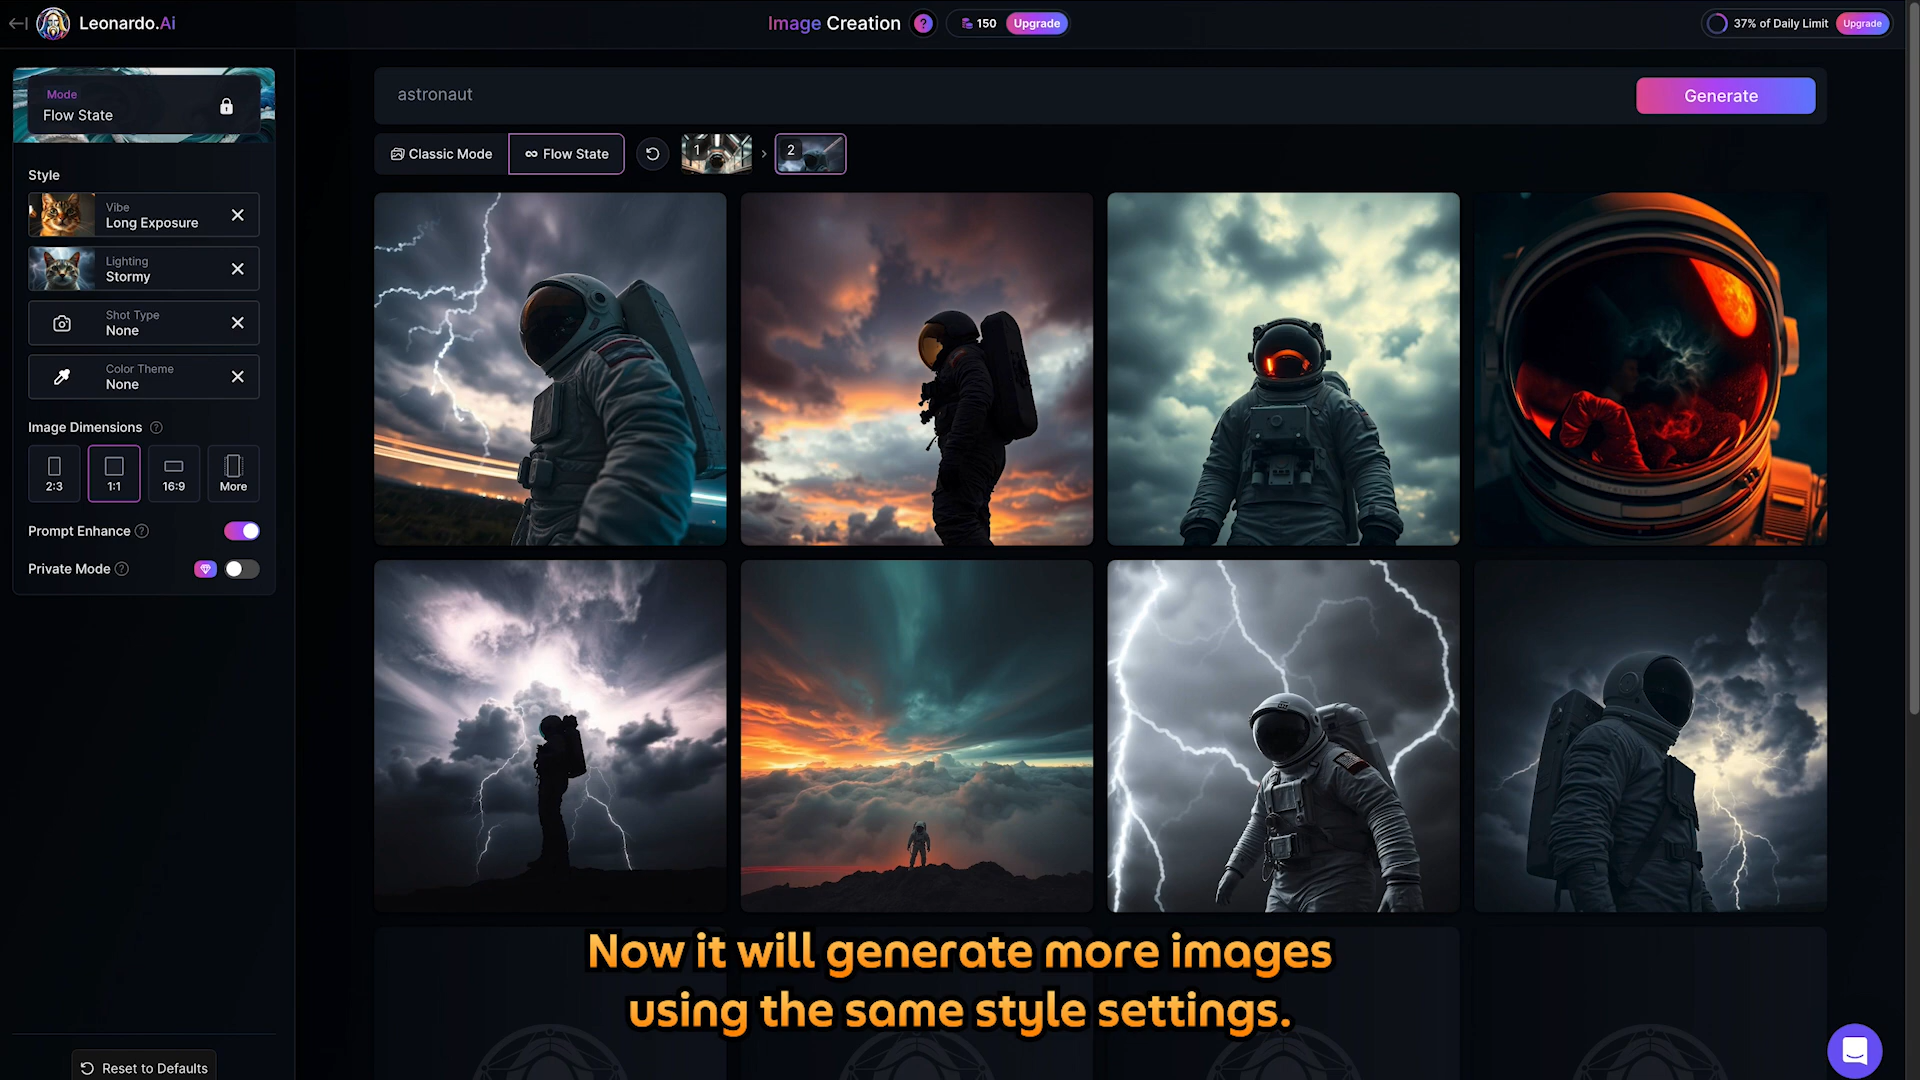 Leonardo.Ai
Image Creation
?
150
Upgrade
37% of Daily Limit
Upgrade
Mode
Flow State
astronaut
Generate
Classic Mode
Flow State
1
2
Style
Vibe
Long Exposure
Lighting
Stormy
Shot Type
None
Color Theme
None
Image Dimensions ?
2:3
1:1
16:9
More
Prompt Enhance ?
Private Mode ?
Now it will generate more images
using the same style settings.
Reset to Defaults